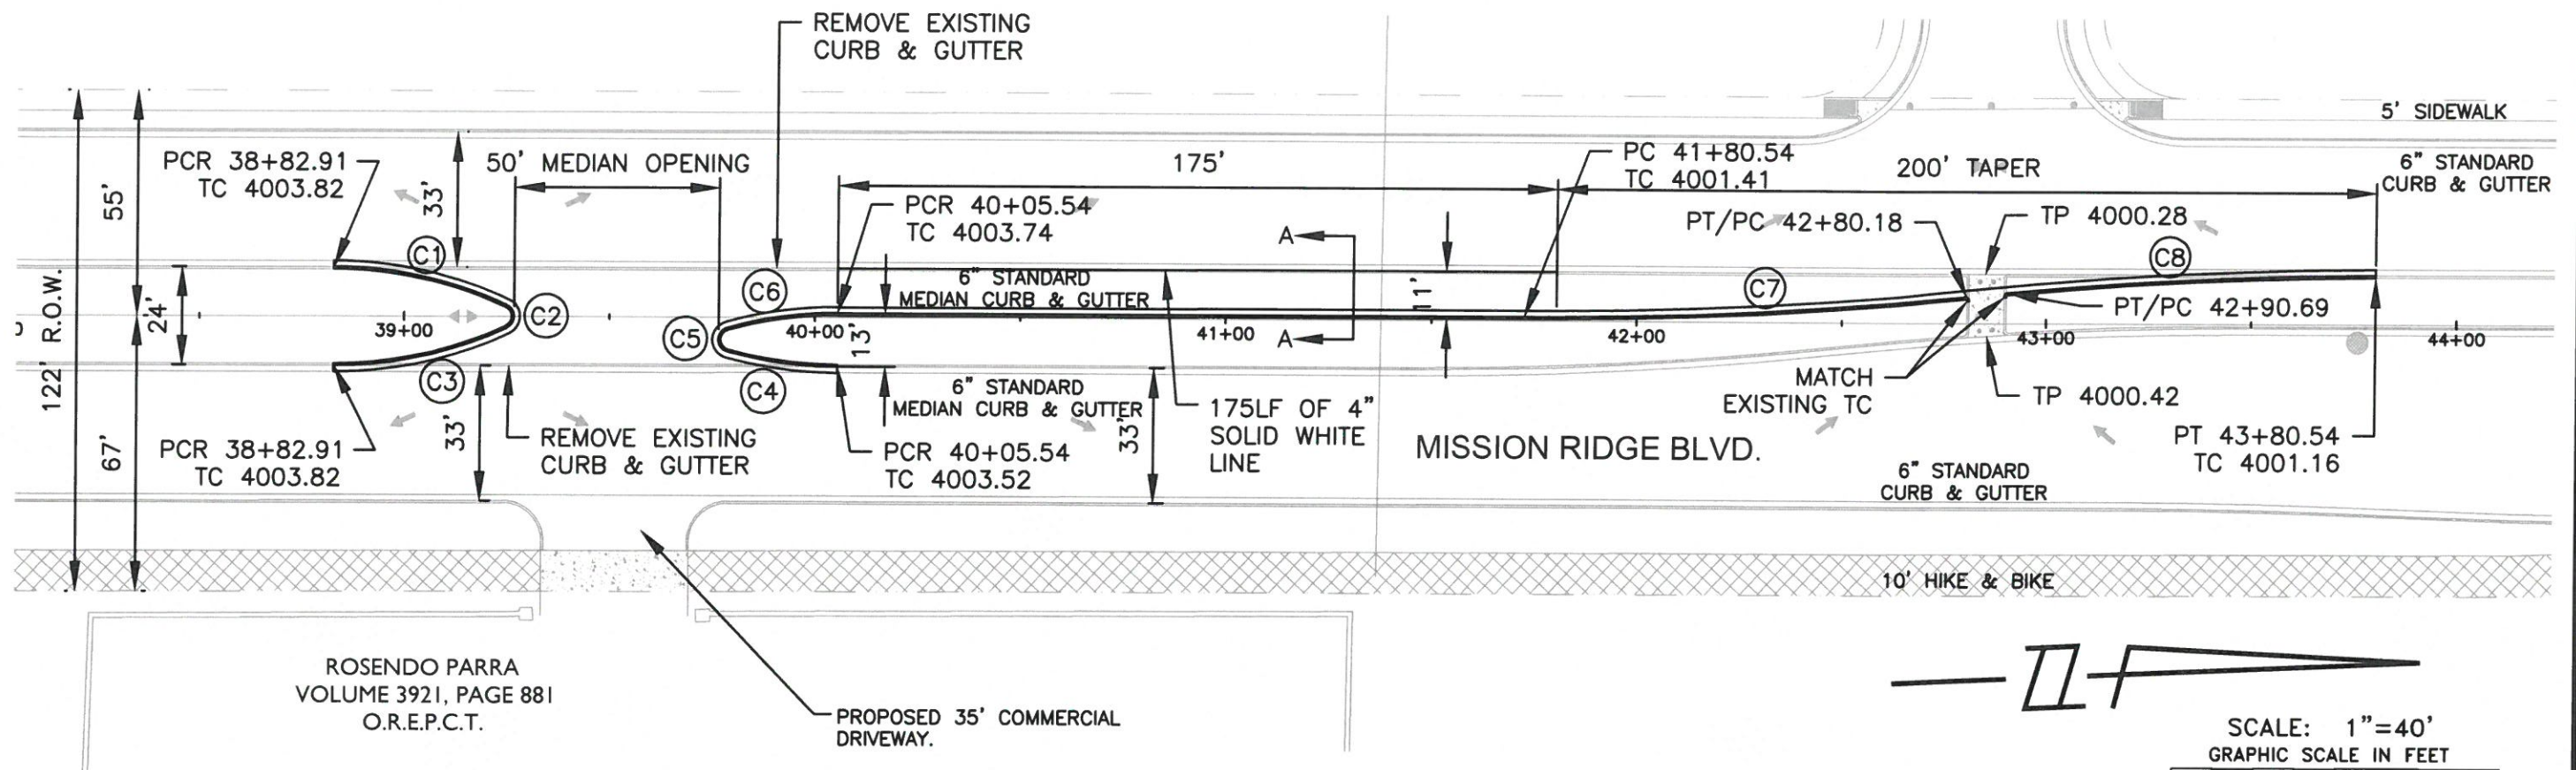 REMOVE EXISTING
CURB & GUTTER
5' SIDEWALK
PCR 38+82.91
TC 4003.82
33'
50' MEDIAN OPENING
175'
PC 41+80.54
TC 4001.41
200' TAPER
6" STANDARD
CURB & GUTTER
55'
PCR 40+05.54
TC 4003.74
A
PT/PC 42+80.18
TP 4000.28
C1
C8
6" STANDARD
MEDIAN CURB & GUTTER
C6
C7
11'
122' R.O.W.
24'
39+00
C2
C5
40+00
13'
41+00
A
42+00
43+00
PT/PC 42+90.69
44+00
C3
C4
6" STANDARD
MEDIAN CURB & GUTTER
MATCH
EXISTING TC
TP 4000.42
67'
PCR 38+82.91
TC 4003.82
33'
REMOVE EXISTING
CURB & GUTTER
PCR 40+05.54
TC 4003.52
33'
175LF OF 4"
SOLID WHITE
LINE
MISSION RIDGE BLVD.
PT 43+80.54
TC 4001.16
6" STANDARD
CURB & GUTTER
10' HIKE & BIKE
ROSENDO PARRA
VOLUME 3921, PAGE 881
O.R.E.P.C.T.
PROPOSED 35' COMMERCIAL
DRIVEWAY.
N
SCALE: 1"=40'
GRAPHIC SCALE IN FEET